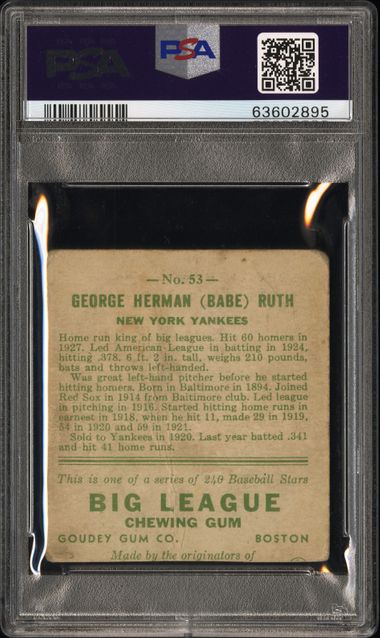 PSA
PSA
63602895
— No. 53 —
GEORGE HERMAN (BABE) RUTH
NEW YORK YANKEES
Home run king of big leagues. Hit 60 homers in
1927. Led American League in batting in 1924,
hitting .378. 6 ft. 2 in. tall, weighs 210 pounds,
bats and throws left-handed.
Was great left-hand pitcher before he started
hitting homers. Born in Baltimore in 1894. Joined
Red Sox in 1914 from Baltimore club. Led league
in pitching in 1916. Started hitting home runs in
earnest in 1918, when he hit 11, made 29 in 1919,
54 in 1920 and 59 in 1921.
Sold to Yankees in 1920. Last year batted .341
and hit 41 home runs.
This is one of a series of 240 Baseball Stars
BIG LEAGUE
CHEWING GUM
GOUDEY GUM CO. BOSTON
Made by the originators of